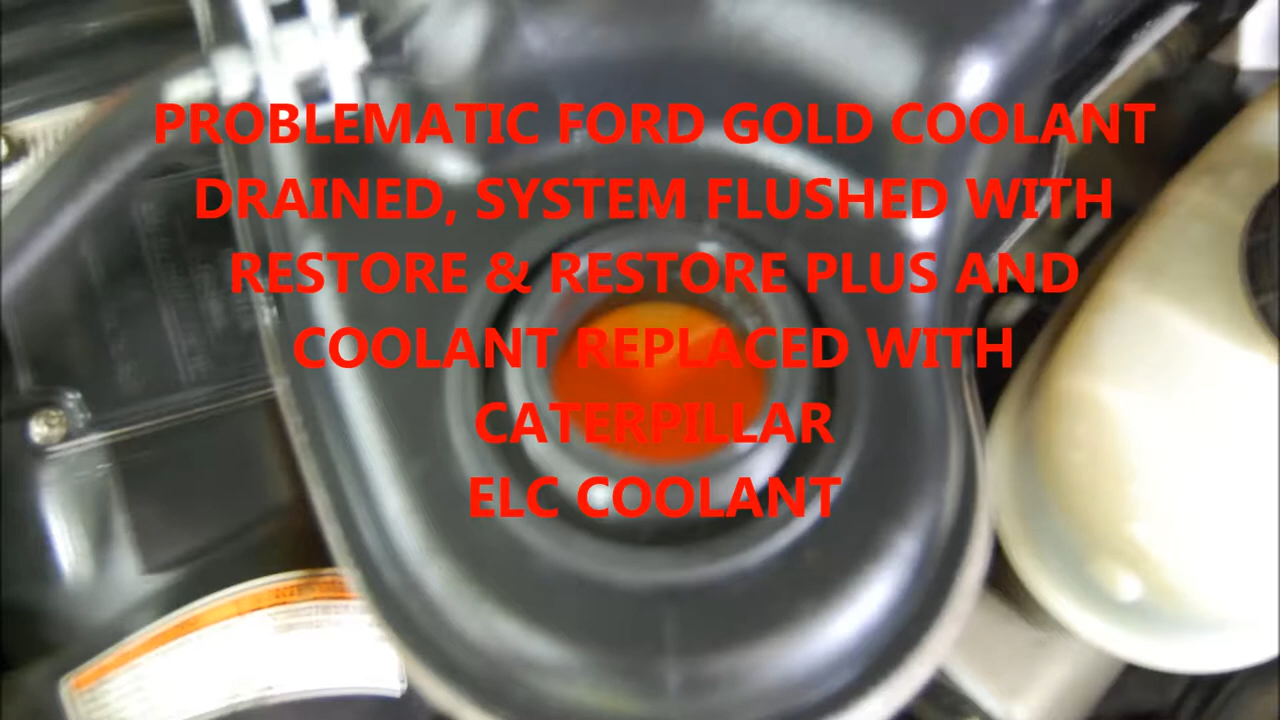 PROBLEMATIC FORD GOLD COOLANT
DRAINED, SYSTEM FLUSHED WITH
RESTORE & RESTORE PLUS AND
COOLANT REPLACED WITH
CATERPILLAR
ELC COOLANT